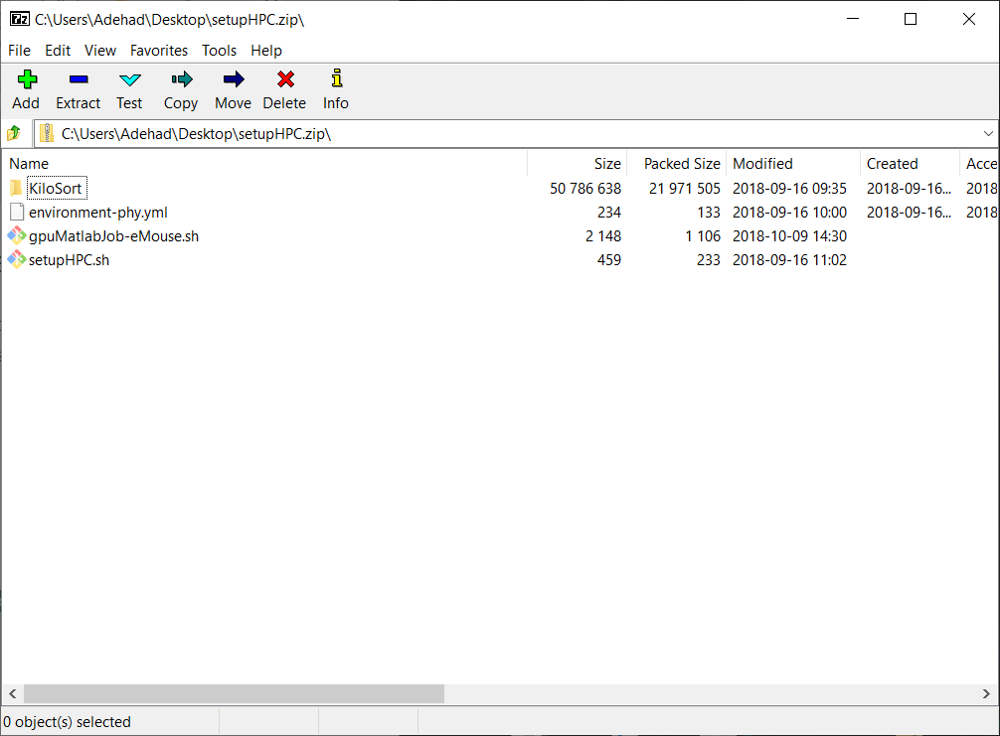 7z C:\Users\Adehad\Desktop\setupHPC.zip\
File Edit View Favorites Tools Help
Add Extract Test Copy Move Delete Info
C:\Users\Adehad\Desktop\setupHPC.zip\
Name Size Packed Size Modified Created Acce
KiloSort 50 786 638 21 971 505 2018-09-16 09:35 2018-09-16... 2018
environment-phy.yml 234 133 2018-09-16 10:00 2018-09-16... 2018
gpuMatlabJob-eMouse.sh 2 148 1 106 2018-10-09 14:30
setupHPC.sh 459 233 2018-09-16 11:02
0 object(s) selected